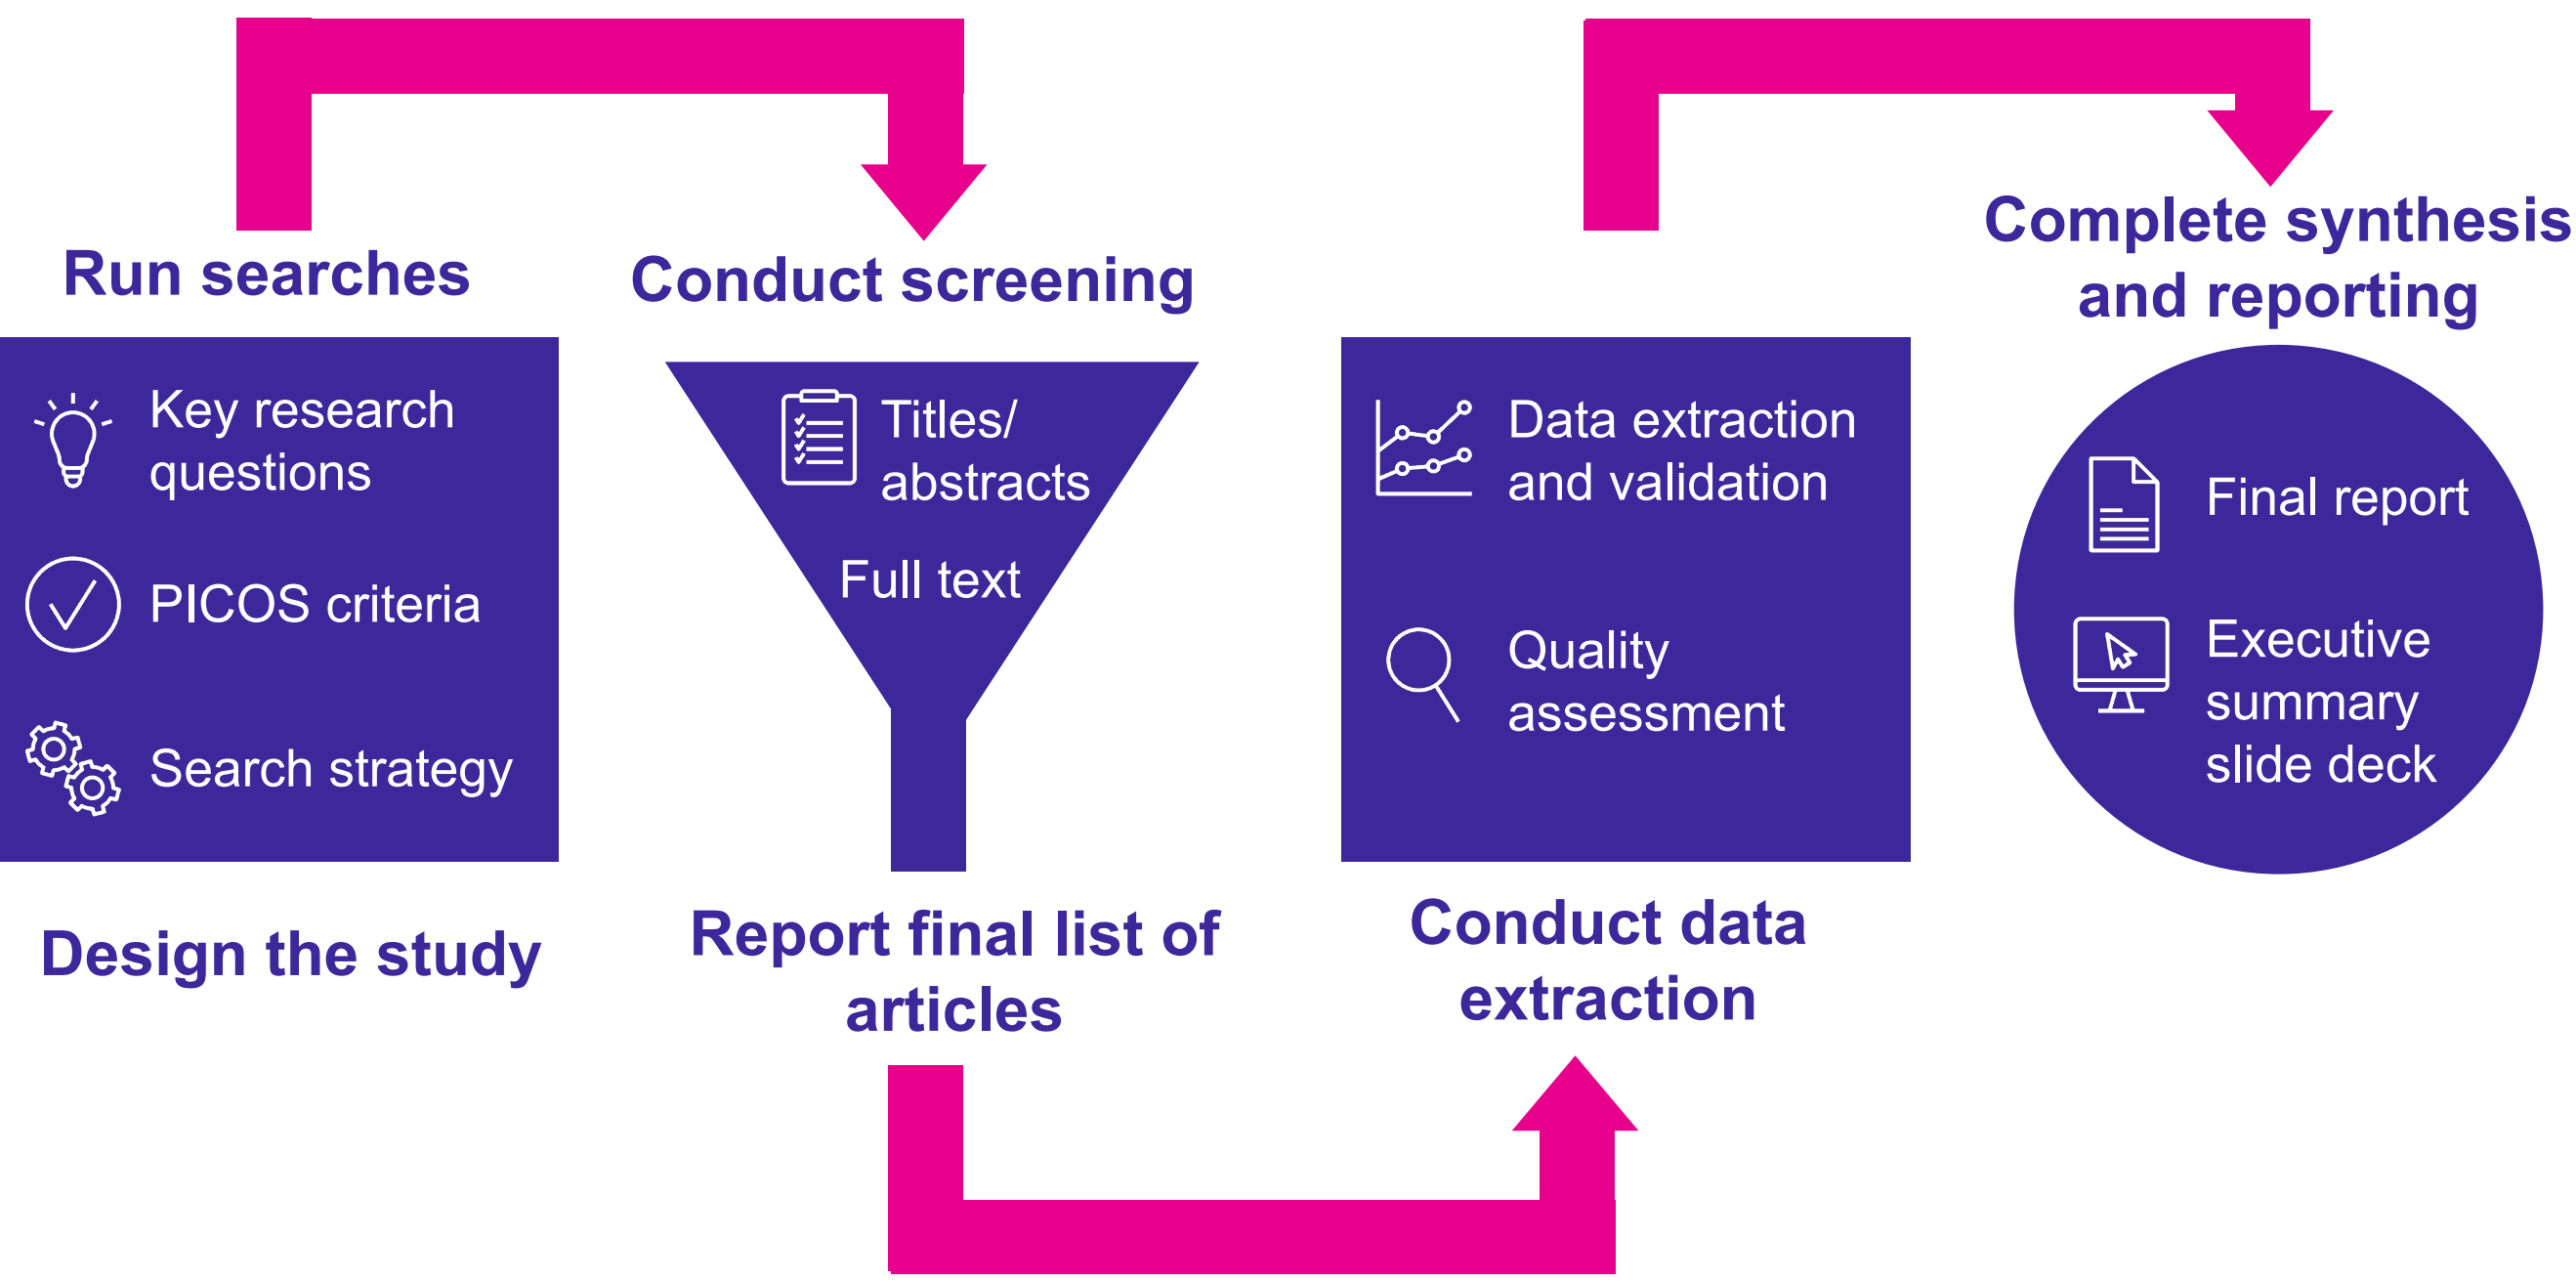 Run searches
Key research
questions
PICOS criteria
Search strategy
Design the study
Conduct screening
Titles/
abstracts
Full text
Report final list of
articles
Data extraction
and validation
Quality
assessment
Conduct data
extraction
Complete synthesis
and reporting
Final report
Executive
summary
slide deck